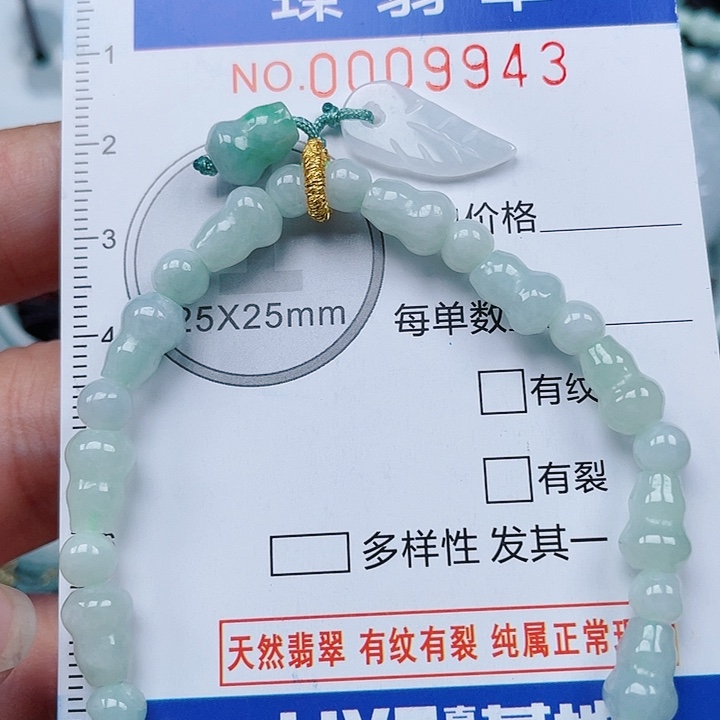 NO.0009943
1
2
3
4
价格
25X25mm
每单数
有纹
有裂
多样性 发其一
天然翡翠 有纹有裂 纯属正常